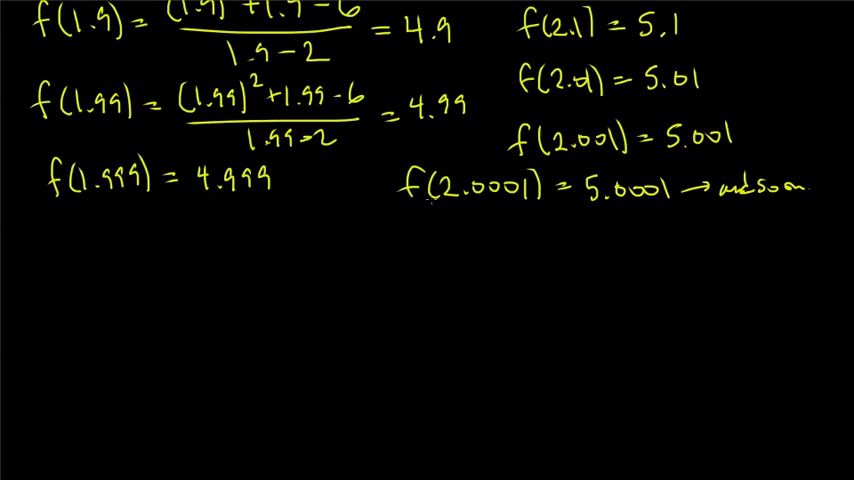 f(1.9) = (1.9)² + 1.9 - 6 / 1.9 - 2 = 4.9
f(1.99) = (1.99)² + 1.99 - 6 / 1.99 - 2 = 4.99
f(1.999) = 4.999
f(2.1) = 5.1
f(2.01) = 5.01
f(2.001) = 5.001
f(2.0001) = 5.0001 → and so on